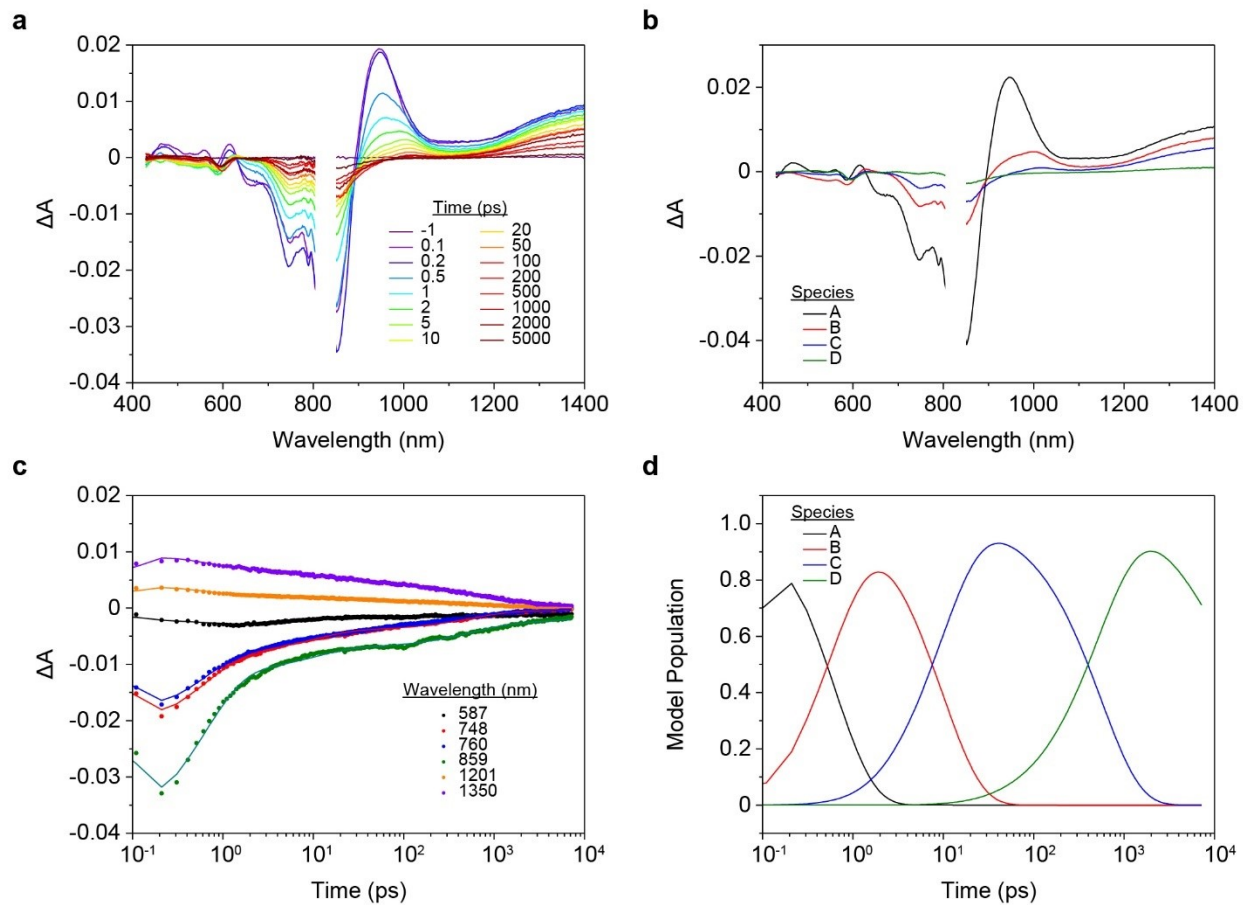 a
0.02
0.01
0
-0.01
-0.02
-0.03
-0.04
ΔA
Time (ps)
-1 20
0.1 50
0.2 100
0.5 200
1 500
2 1000
5 2000
10 5000
400 600 800 1000 1200 1400
Wavelength (nm)
b
0.02
0
-0.02
-0.04
ΔA
Species
A
B
C
D
400 600 800 1000 1200 1400
Wavelength (nm)
c
0.02
0.01
0
-0.01
-0.02
-0.03
-0.04
ΔA
Wavelength (nm)
587
748
760
859
1201
1350
10⁻¹ 10⁰ 10¹ 10² 10³ 10⁴
Time (ps)
d
Species
A
B
C
D
1.0
0.8
0.6
0.4
0.2
0
Model Population
10⁻¹ 10⁰ 10¹ 10² 10³ 10⁴
Time (ps)